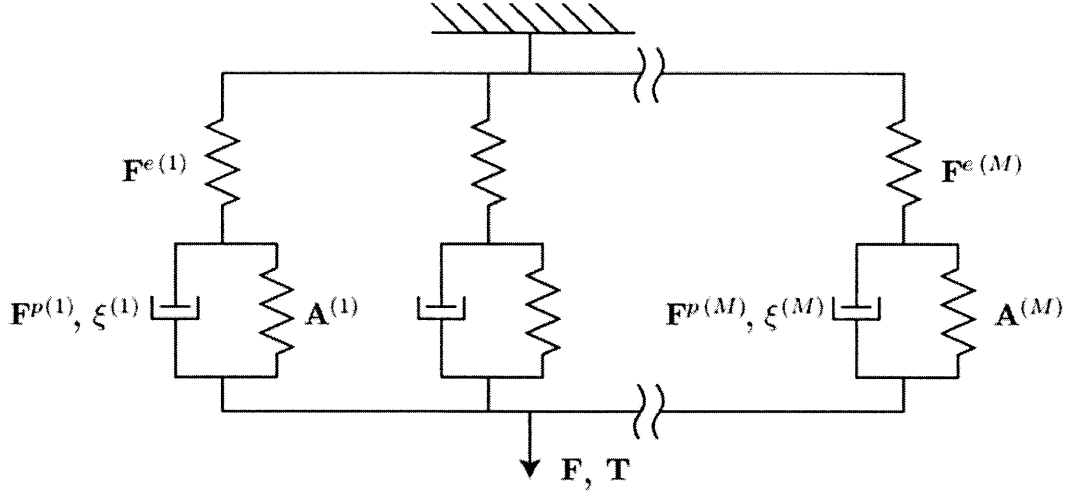 F^{e(1)}
F^{e(M)}
F^{p(1)}, ξ^{(1)}
A^{(1)}
F^{p(M)}, ξ^{(M)}
A^{(M)}
F, T